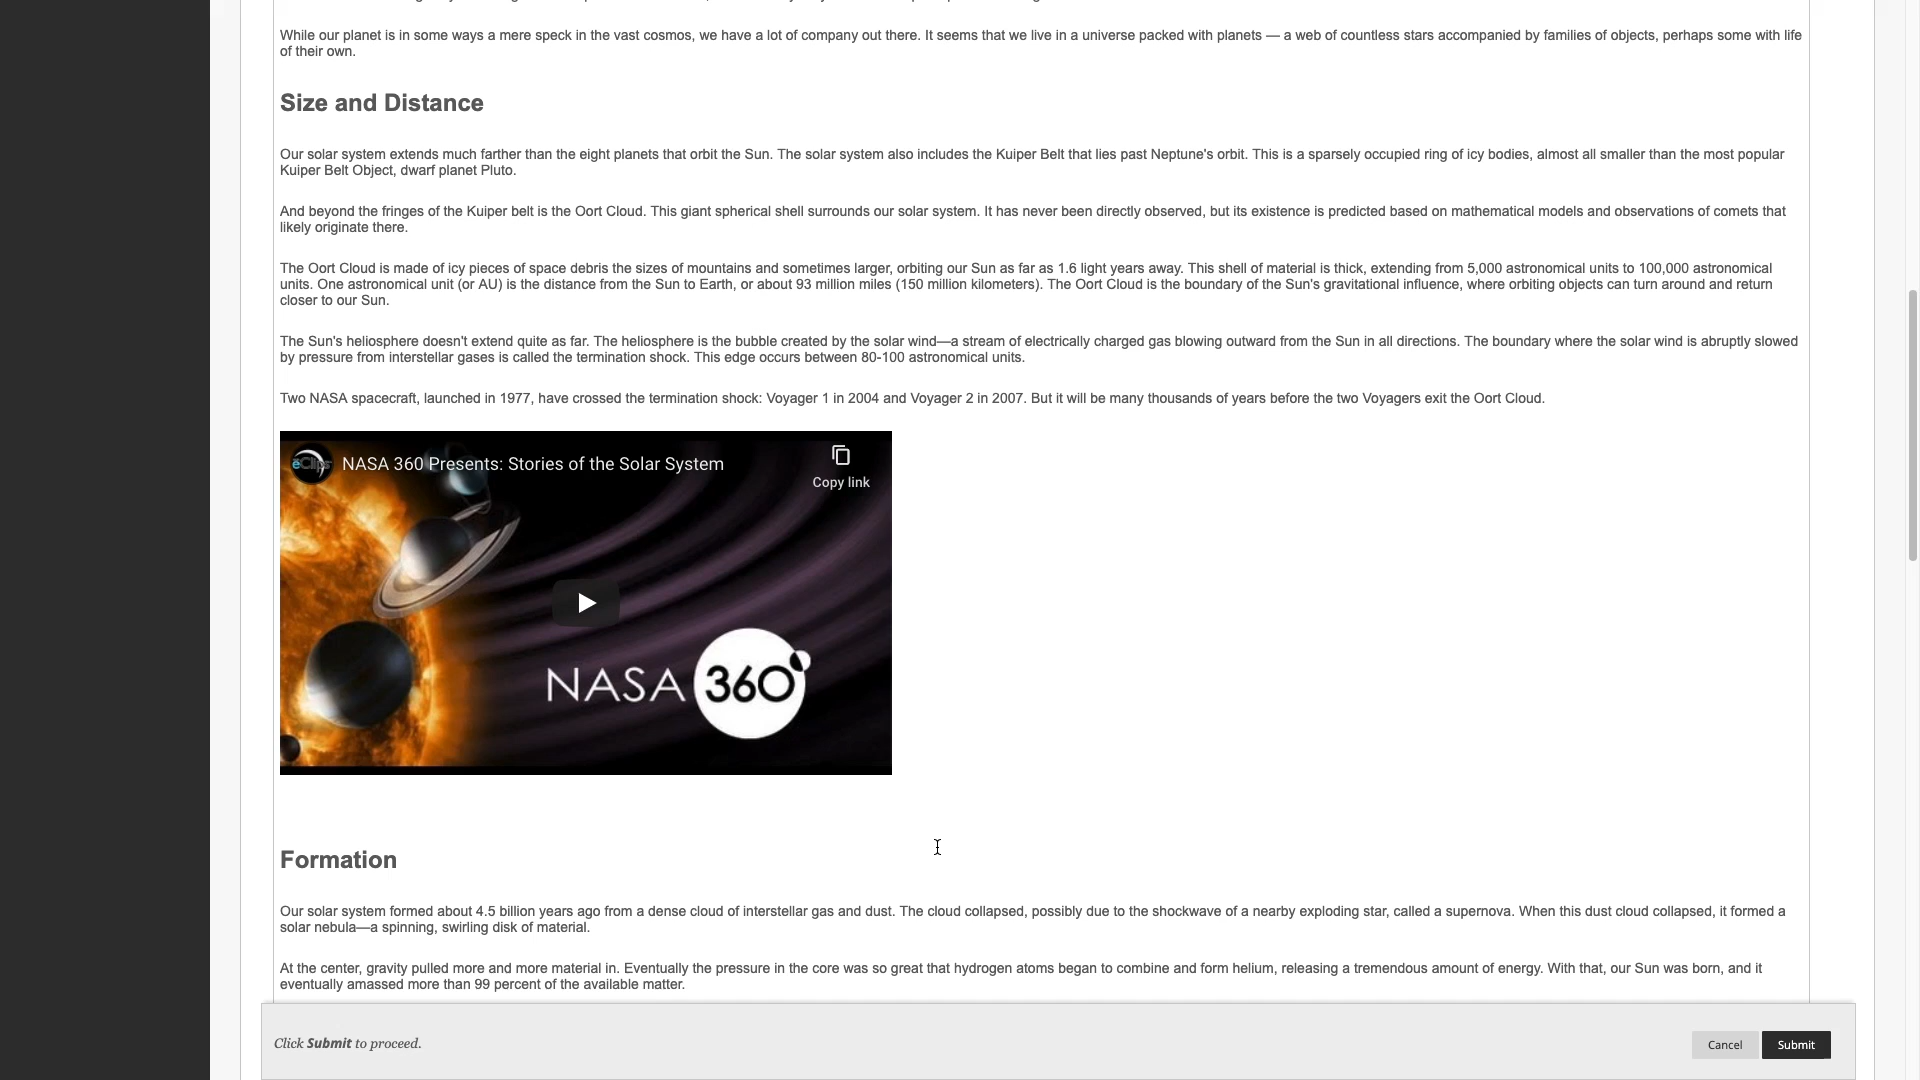 While our planet is in some ways a mere speck in the vast cosmos, we have a lot of company out there. It seems that we live in a universe packed with planets — a web of countless stars accompanied by families of objects, perhaps some with life
of their own.
Size and Distance
Our solar system extends much farther than the eight planets that orbit the Sun. The solar system also includes the Kuiper Belt that lies past Neptune's orbit. This is a sparsely occupied ring of icy bodies, almost all smaller than the most popular
Kuiper Belt Object, dwarf planet Pluto.
And beyond the fringes of the Kuiper belt is the Oort Cloud. This giant spherical shell surrounds our solar system. It has never been directly observed, but its existence is predicted based on mathematical models and observations of comets that
likely originate there.
The Oort Cloud is made of icy pieces of space debris the sizes of mountains and sometimes larger, orbiting our Sun as far as 1.6 light years away. This shell of material is thick, extending from 5,000 astronomical units to 100,000 astronomical
units. One astronomical unit (or AU) is the distance from the Sun to Earth, or about 93 million miles (150 million kilometers). The Oort Cloud is the boundary of the Sun's gravitational influence, where orbiting objects can turn around and return
closer to our Sun.
The Sun's heliosphere doesn't extend quite as far. The heliosphere is the bubble created by the solar wind—a stream of electrically charged gas blowing outward from the Sun in all directions. The boundary where the solar wind is abruptly slowed
by pressure from interstellar gases is called the termination shock. This edge occurs between 80-100 astronomical units.
Two NASA spacecraft, launched in 1977, have crossed the termination shock: Voyager 1 in 2004 and Voyager 2 in 2007. But it will be many thousands of years before the two Voyagers exit the Oort Cloud.
eClips
NASA 360 Presents: Stories of the Solar System
Copy link
NASA 360
Formation
Our solar system formed about 4.5 billion years ago from a dense cloud of interstellar gas and dust. The cloud collapsed, possibly due to the shockwave of a nearby exploding star, called a supernova. When this dust cloud collapsed, it formed a
solar nebula—a spinning, swirling disk of material.
At the center, gravity pulled more and more material in. Eventually the pressure in the core was so great that hydrogen atoms began to combine and form helium, releasing a tremendous amount of energy. With that, our Sun was born, and it
eventually amassed more than 99 percent of the available matter.
Click Submit to proceed.
Cancel
Submit